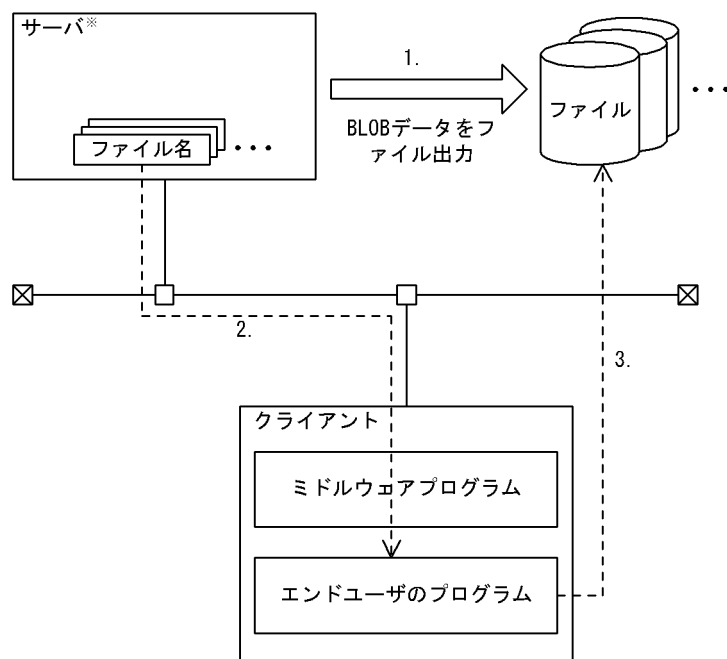 サーバ※
1.
BLOBデータをフ
ァイル出力
ファイル
・・・
ファイル名
・・・
2.
3.
クライアント
ミドルウェアプログラム
エンドユーザのプログラム